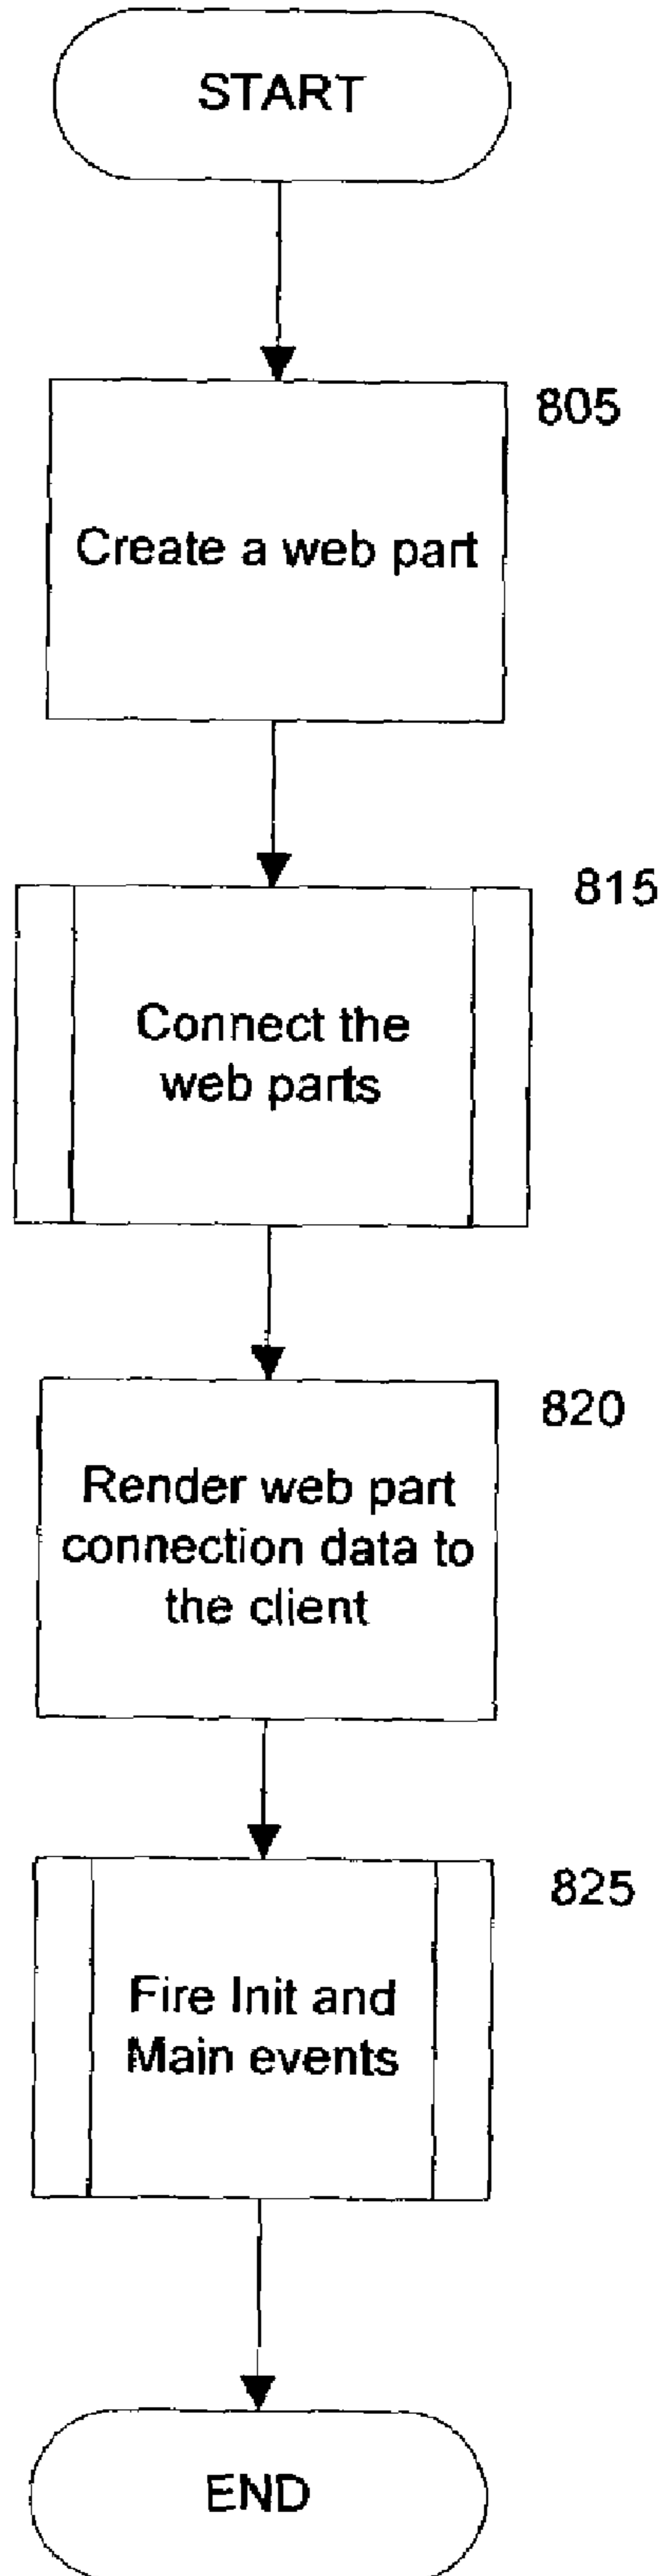 START
805
Create a web part
815
Connect the
web parts
820
Render web part
connection data to
the client
825
Fire Init and
Main events
END